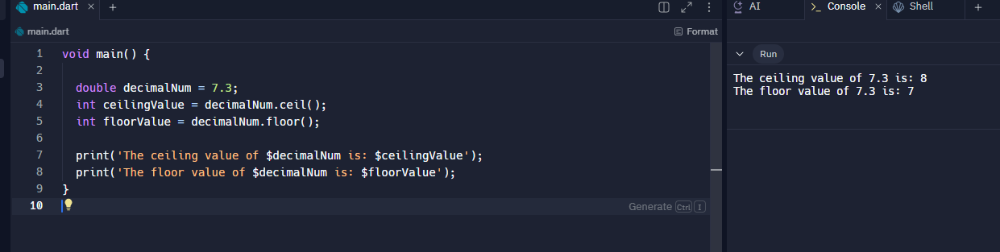 main.dart × +
main.dart Format
1 void main() {
2
3 double decimalNum = 7.3;
4 int ceilingValue = decimalNum.ceil();
5 int floorValue = decimalNum.floor();
6
7 print('The ceiling value of $decimalNum is: $ceilingValue');
8 print('The floor value of $decimalNum is: $floorValue');
9 }
10 Generate Ctrl I
AI >_ Console × Shell +
Run
The ceiling value of 7.3 is: 8
The floor value of 7.3 is: 7